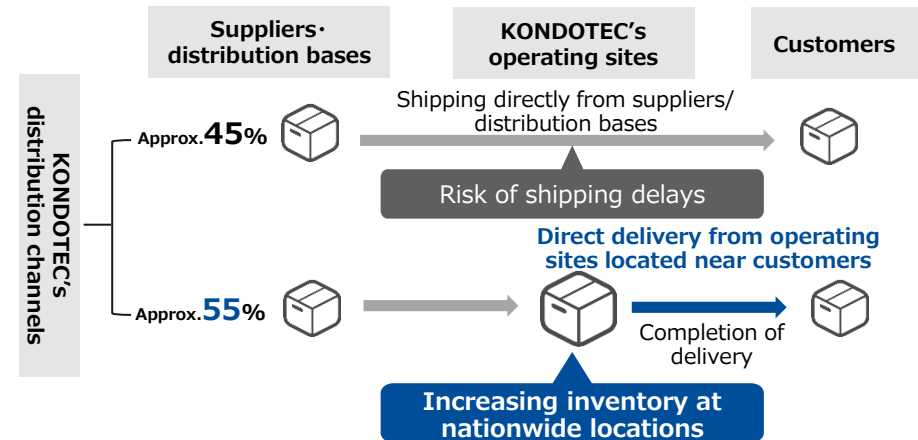 Suppliers・
distribution bases
KONDOTEC's
operating sites
Customers
KONDOTEC's
distribution channels
Approx.45%
Shipping directly from suppliers/
distribution bases
Risk of shipping delays
Direct delivery from operating
sites located near customers
Approx.55%
Completion of
delivery
Increasing inventory at
nationwide locations